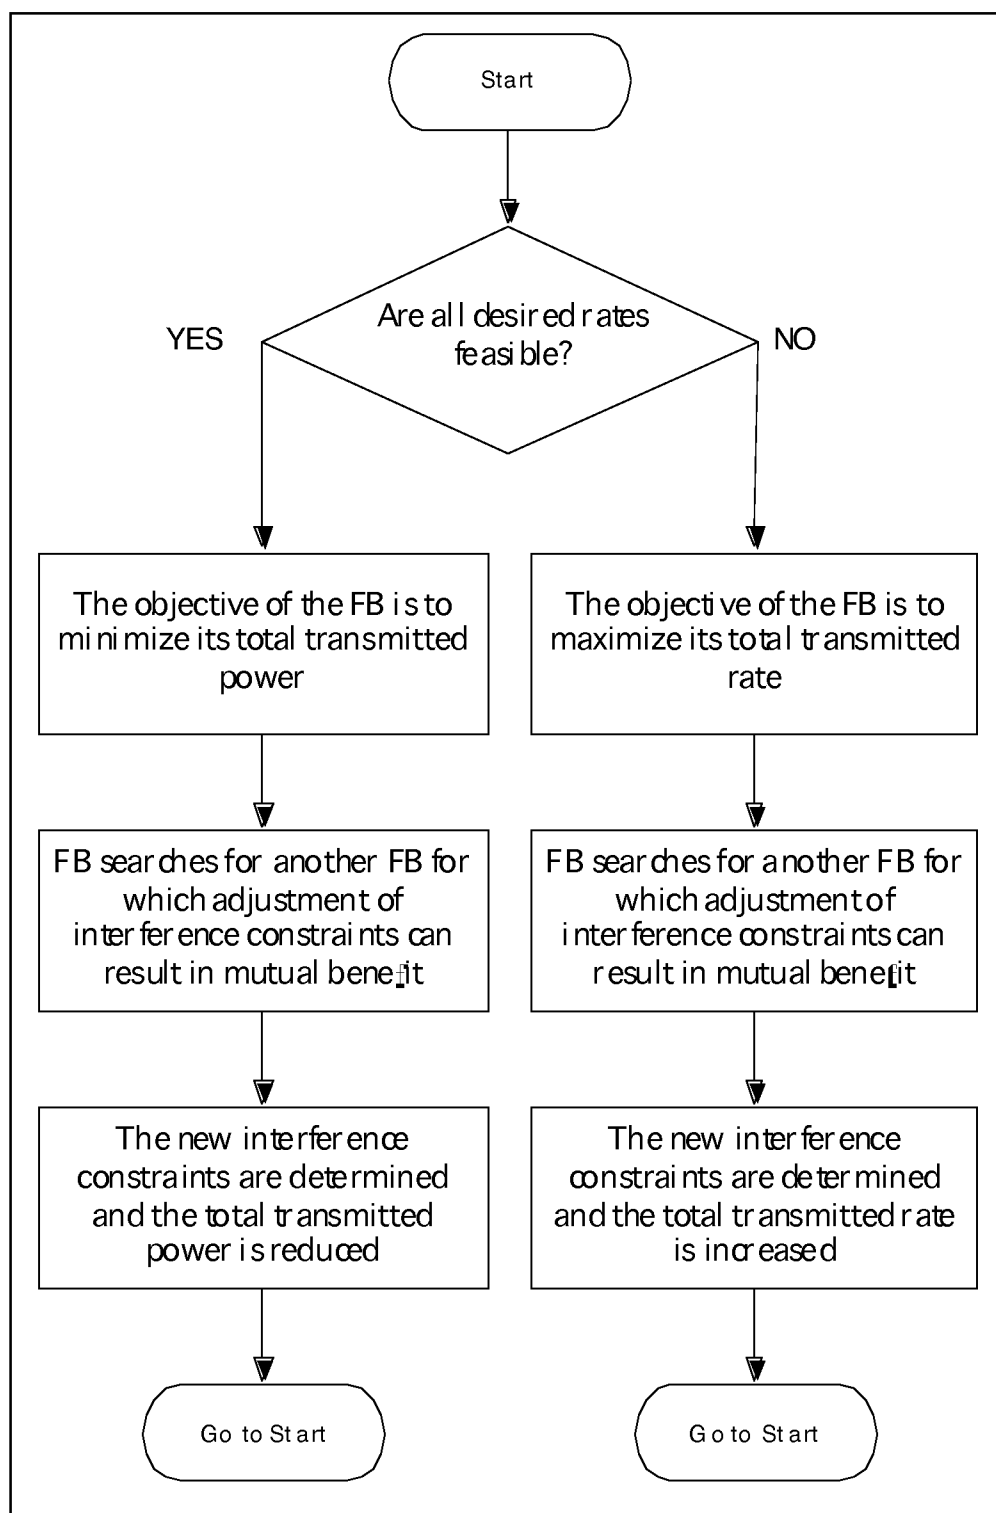 Start
Are all desired rates
feasible?
YES
NO
The objective of the FB is to
minimize its total transmitted
power
The objective of the FB is to
maximize its total transmitted
rate
FB searches for another FB for
which adjustment of
interference constraints can
result in mutual benefit
FB searches for another FB for
which adjustment of
interference constraints can
result in mutual benefit
The new interference
constraints are determined
and the total transmitted
power is reduced
The new interference
constraints are determined
and the total transmitted rate
is increased
Go to Start
Go to Start